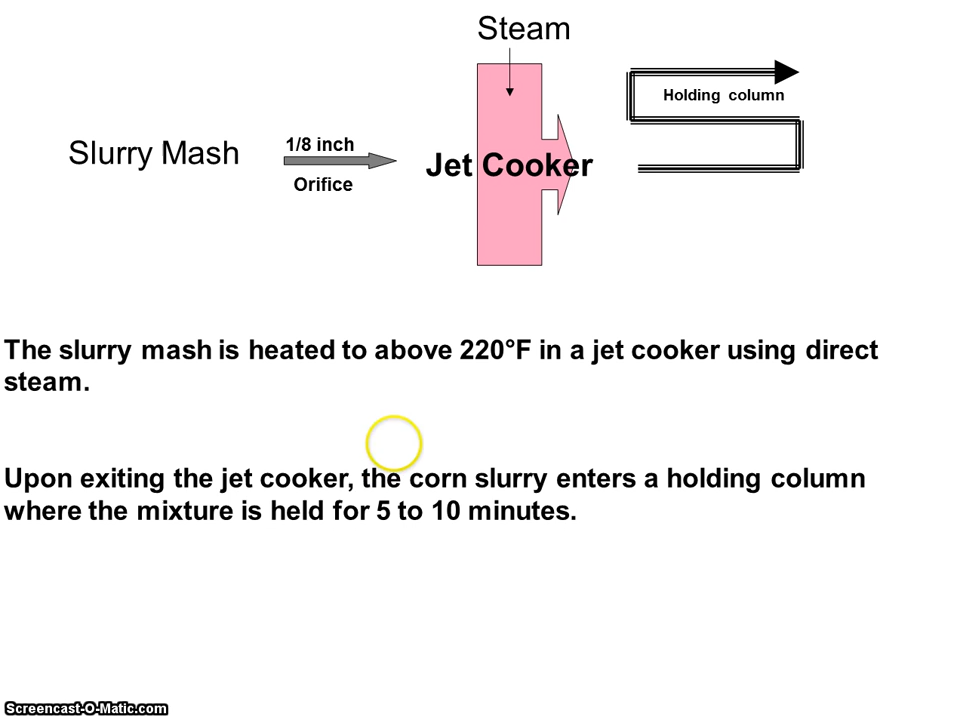 Steam
Holding column
Slurry Mash
1/8 inch
Orifice
Jet Cooker
The slurry mash is heated to above 220°F in a jet cooker using direct
steam.
Upon exiting the jet cooker, the corn slurry enters a holding column
where the mixture is held for 5 to 10 minutes.
Screencast-O-Matic.com